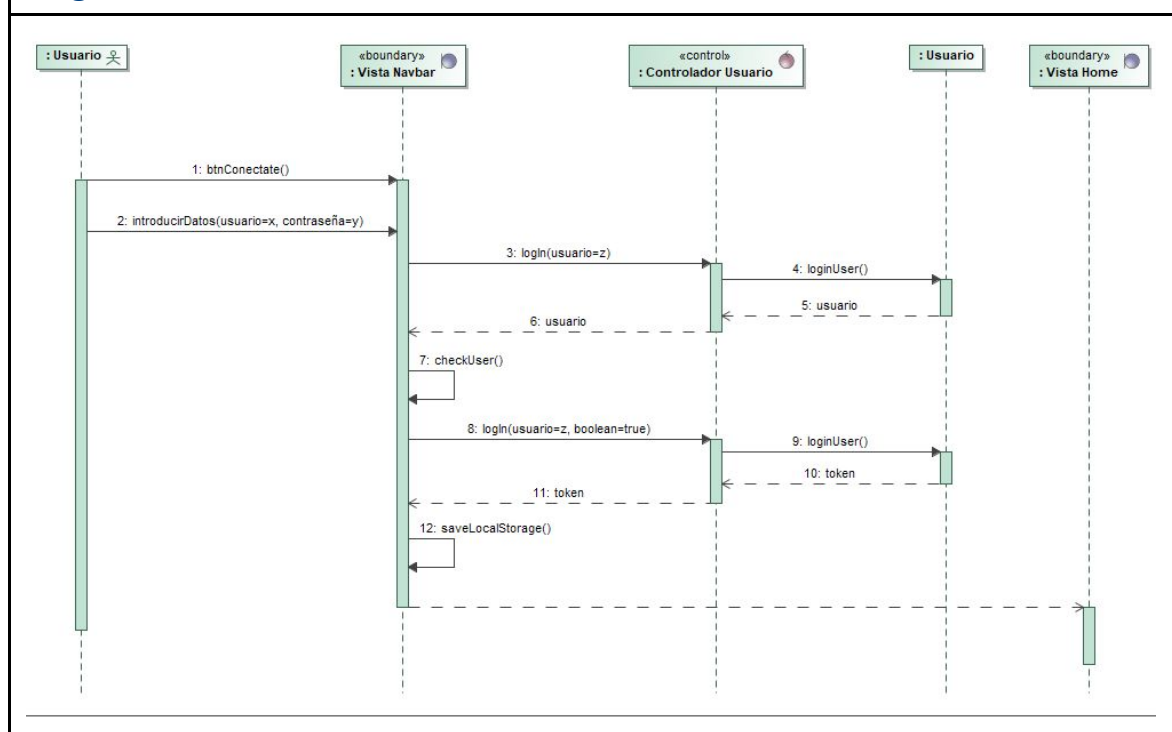 : Usuario
«boundary»
: Vista Navbar
«control»
: Controlador Usuario
: Usuario
«boundary»
: Vista Home
1: btnConectate()
2: introducirDatos(usuario=x, contraseña=y)
3: logIn(usuario=z)
4: loginUser()
5: usuario
6: usuario
7: checkUser()
8: logIn(usuario=z, boolean=true)
9: loginUser()
10: token
11: token
12: saveLocalStorage()